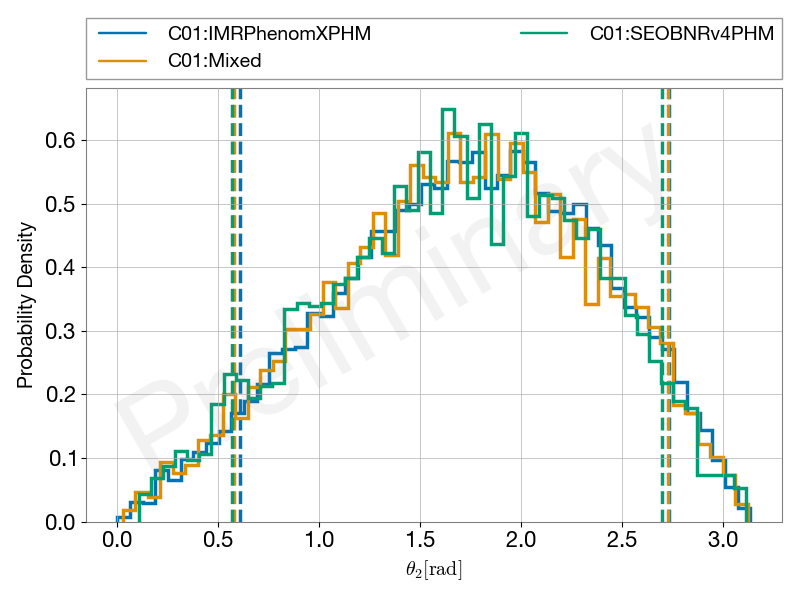 C01:IMRPhenomXPHM
C01:SEOBNRv4PHM
C01:Mixed
Preliminary
Probability Density
0.6
0.5
0.4
0.3
0.2
0.1
0.0
0.0 0.5 1.0 1.5 2.0 2.5 3.0
θ₂[rad]